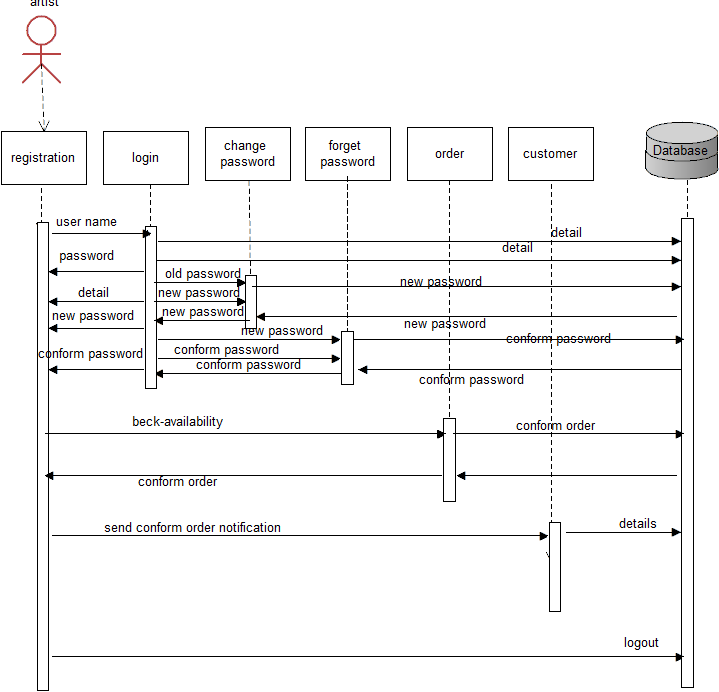 artist
registration
login
change
password
forget
password
order
customer
Database
user name
detail
detail
password
old password
new password
detail
new password
new password
new password
new password
new password
conform password
conform password
conform password
conform password
conform password
beck-availability
conform order
conform order
send conform order notification
details
logout